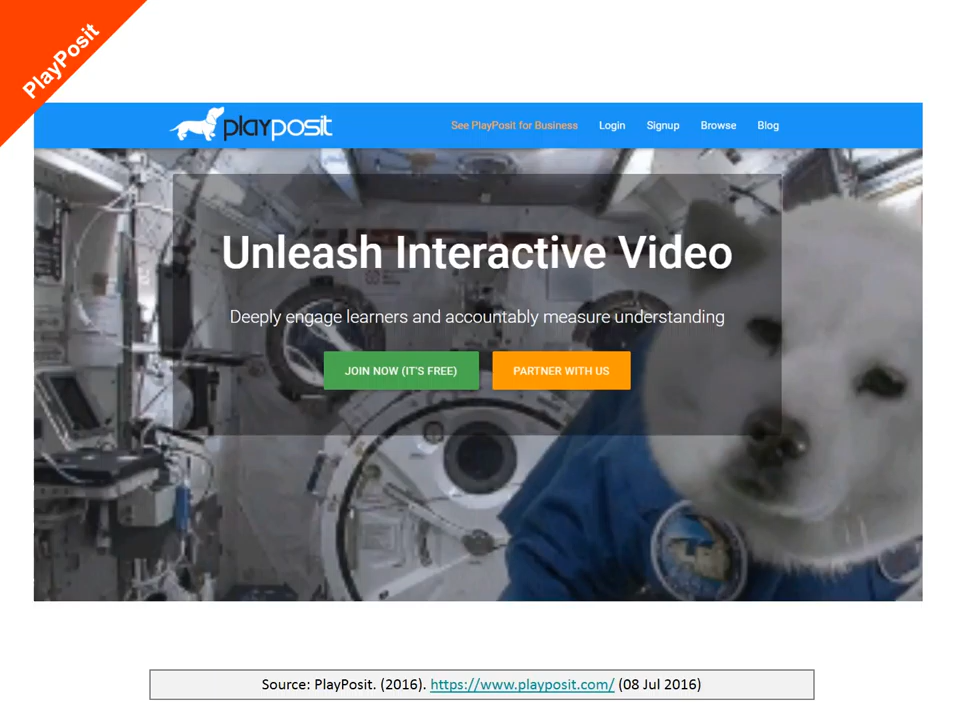 PlayPosit
playposit
See PlayPosit for Business Login Signup Browse Blog
Unleash Interactive Video
Deeply engage learners and accountably measure understanding
JOIN NOW (IT'S FREE) PARTNER WITH US
Source: PlayPosit. (2016). https://www.playposit.com/ (08 Jul 2016)